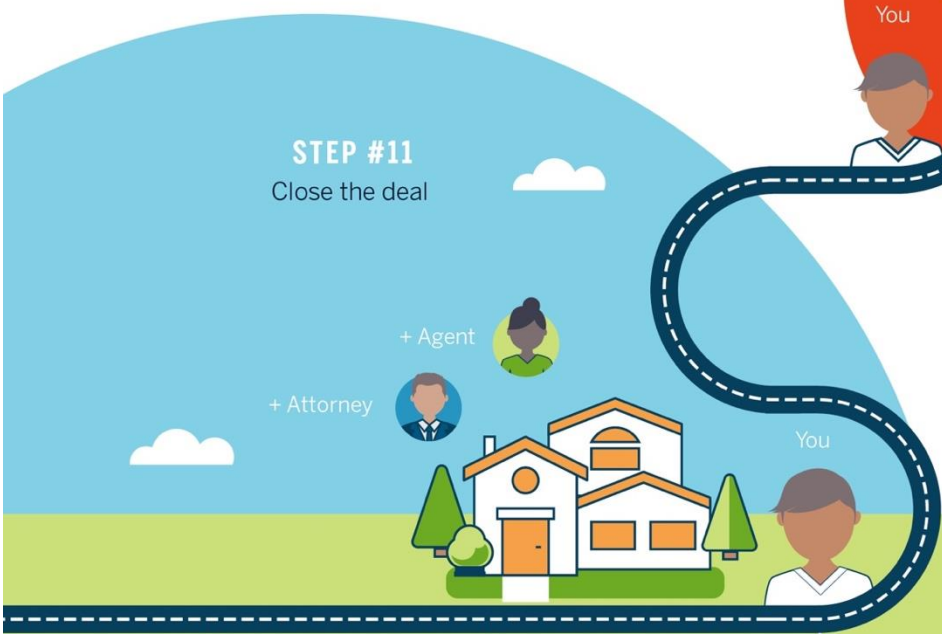 You
STEP #11
Close the deal
+ Agent
+ Attorney
You